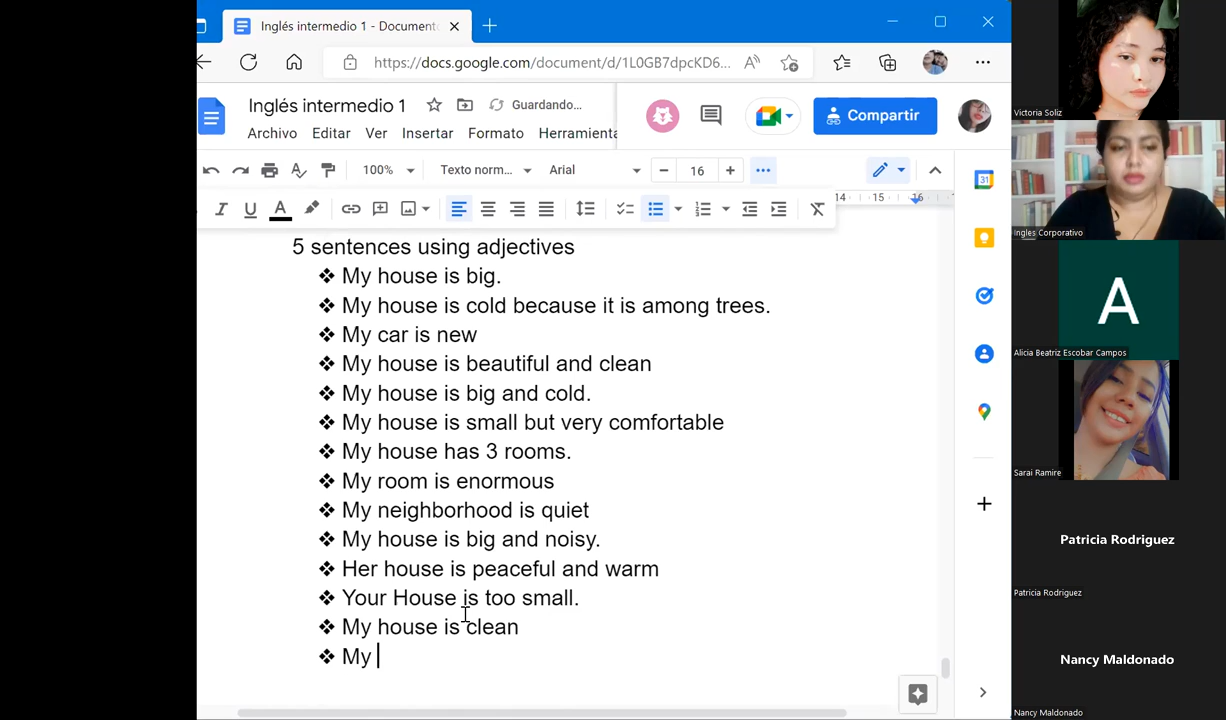 Inglés intermedio 1 - Documento
https://docs.google.com/document/d/1L0GB7dpcKD6...
Inglés intermedio 1
Guardando...
Archivo Editar Ver Insertar Formato Herramienta
Compartir
100% Texto norm... Arial 16
14 15 16
31
5 sentences using adjectives
❖ My house is big.
❖ My house is cold because it is among trees.
❖ My car is new
❖ My house is beautiful and clean
❖ My house is big and cold.
❖ My house is small but very comfortable
❖ My house has 3 rooms.
❖ My room is enormous
❖ My neighborhood is quiet
❖ My house is big and noisy.
❖ Her house is peaceful and warm
❖ Your House is too small.
❖ My house is clean
❖ My
Victoria Soliz
Ingles Corporativo
A
Alicia Beatriz Escobar Campos
Sarai Ramire
Patricia Rodriguez
Patricia Rodriguez
Nancy Maldonado
Nancy Maldonado